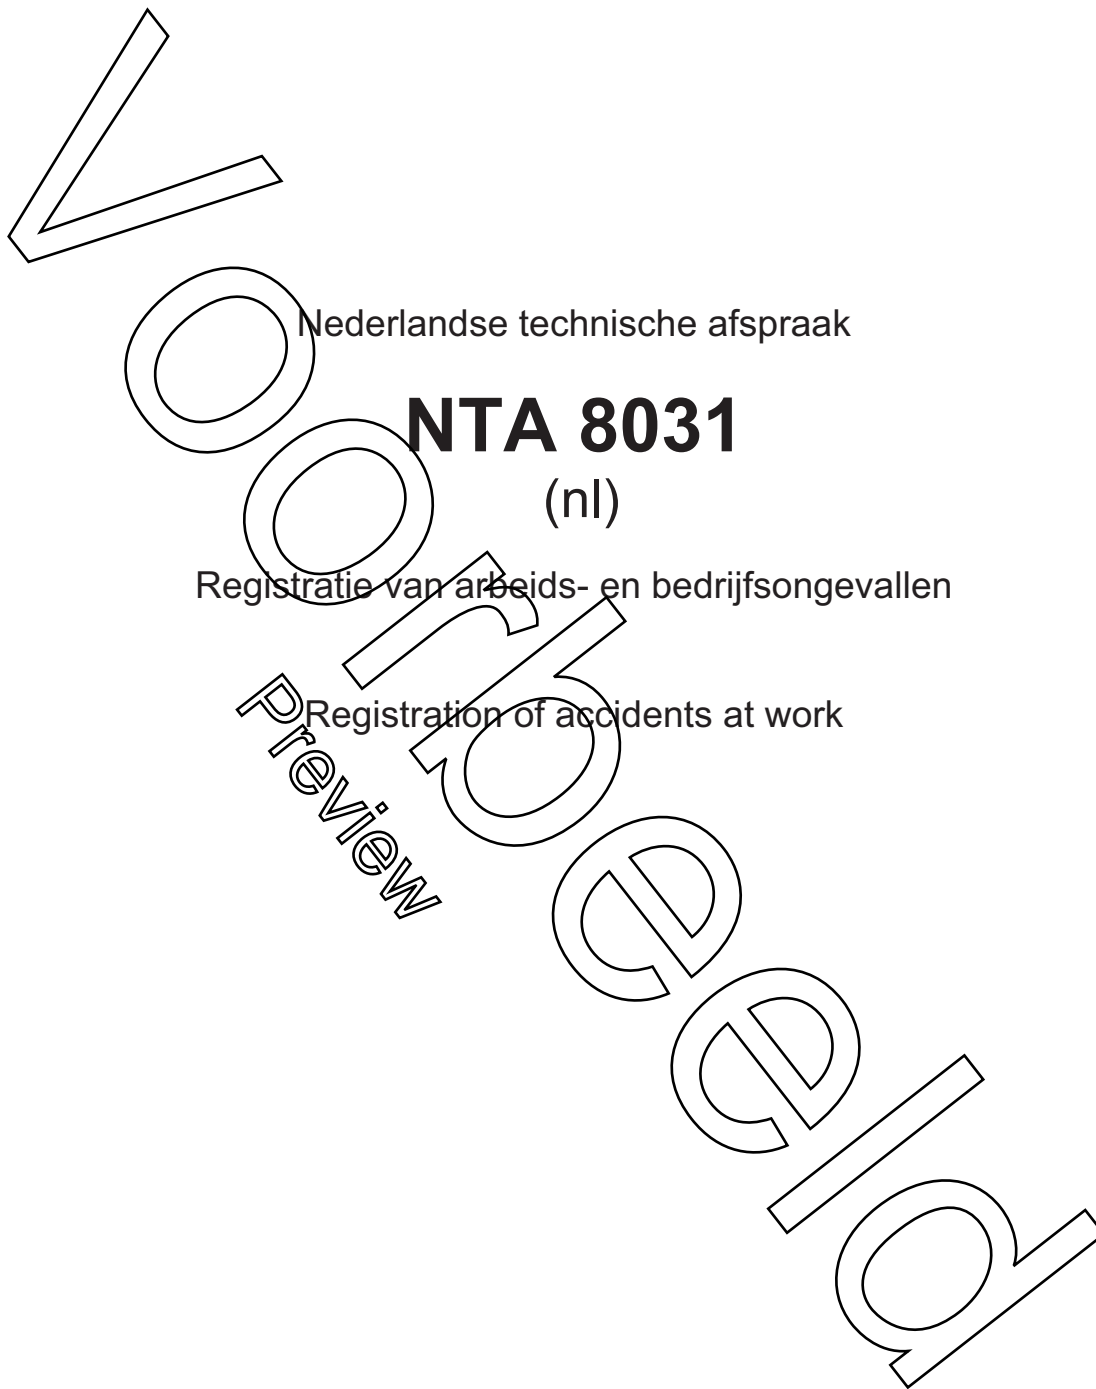 Nederlandse technische afspraak
NTA 8031
(nl)
Registratie van arbeids- en bedrijfsongevallen
Registration of accidents at work
Voorbeeld
Preview